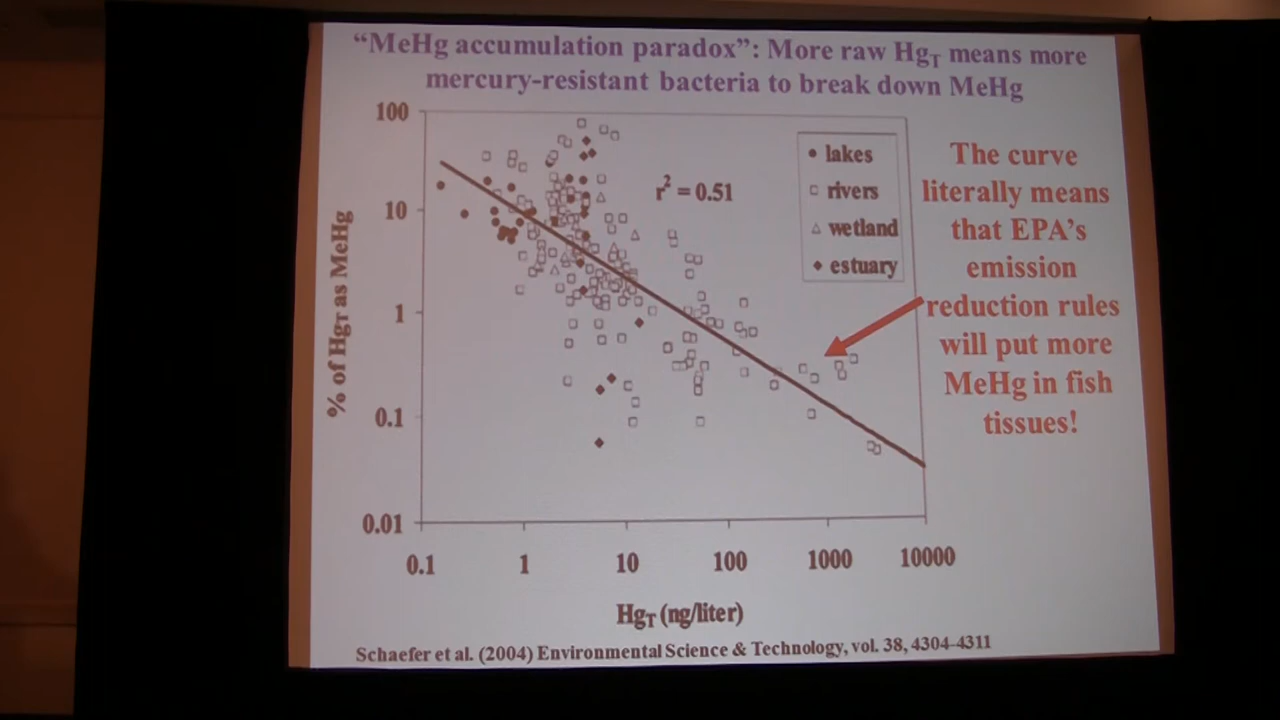 “MeHg accumulation paradox”: More raw HgT means more
mercury-resistant bacteria to break down MeHg
100
10
1
0.1
0.01
% of HgT as MeHg
r² = 0.51
lakes
rivers
wetland
estuary
The curve
literally means
that EPA’s
emission
reduction rules
will put more
MeHg in fish
tissues!
0.1
1
10
100
1000
10000
HgT (ng/liter)
Schaefer et al. (2004) Environmental Science & Technology, vol. 38, 4304-4311